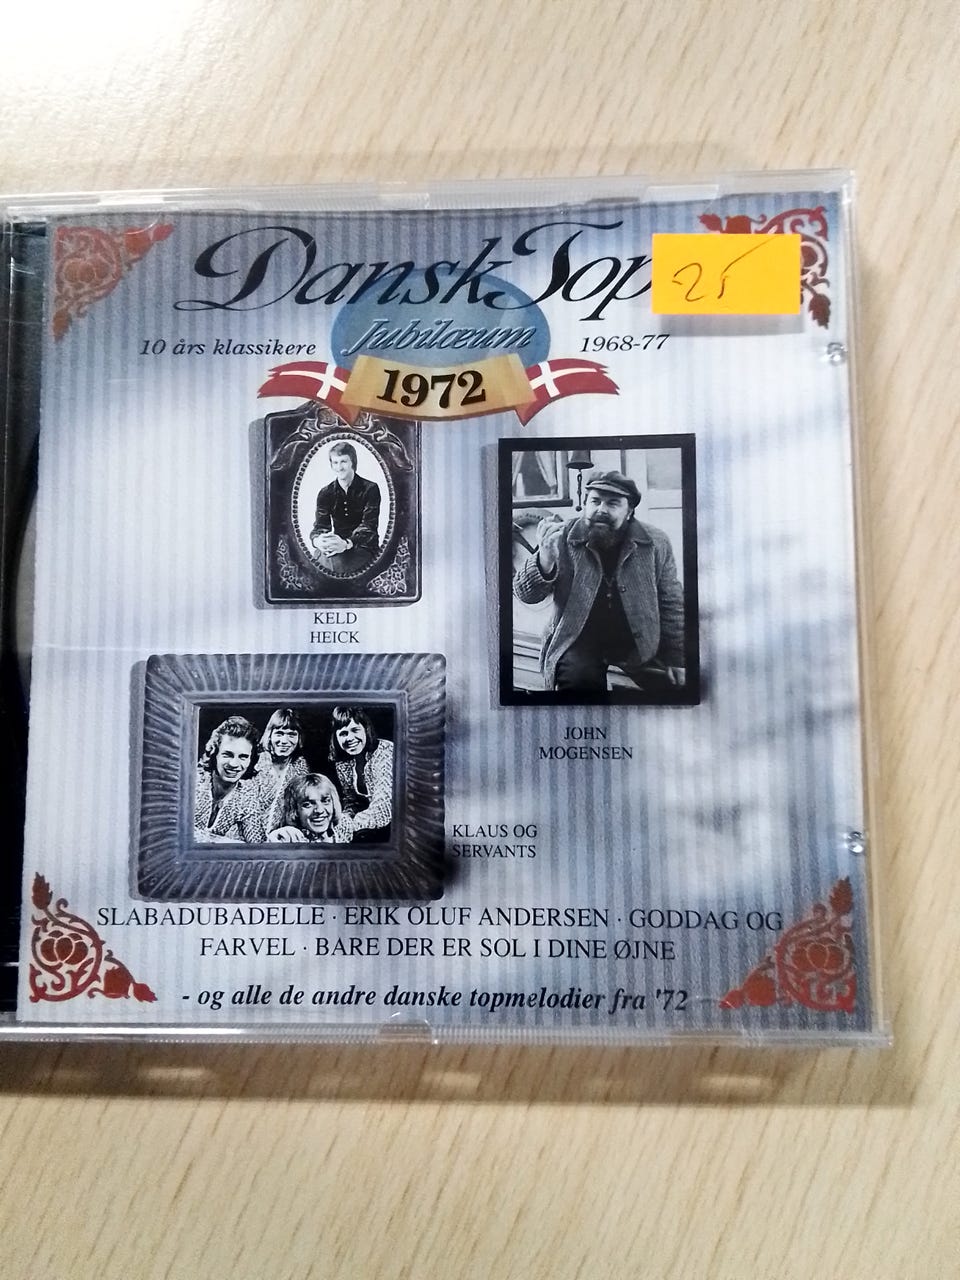 Dansk Top
25
10 års klassikere
Jubilæum
1968-77
1972
KELD
HEICK
JOHN
MOGENSEN
KLAUS OG
SERVANTS
SLABADUBADELLE · ERIK OLUF ANDERSEN · GODDAG OG
FARVEL · BARE DER ER SOL I DINE ØJNE
- og alle de andre danske topmelodier fra '72